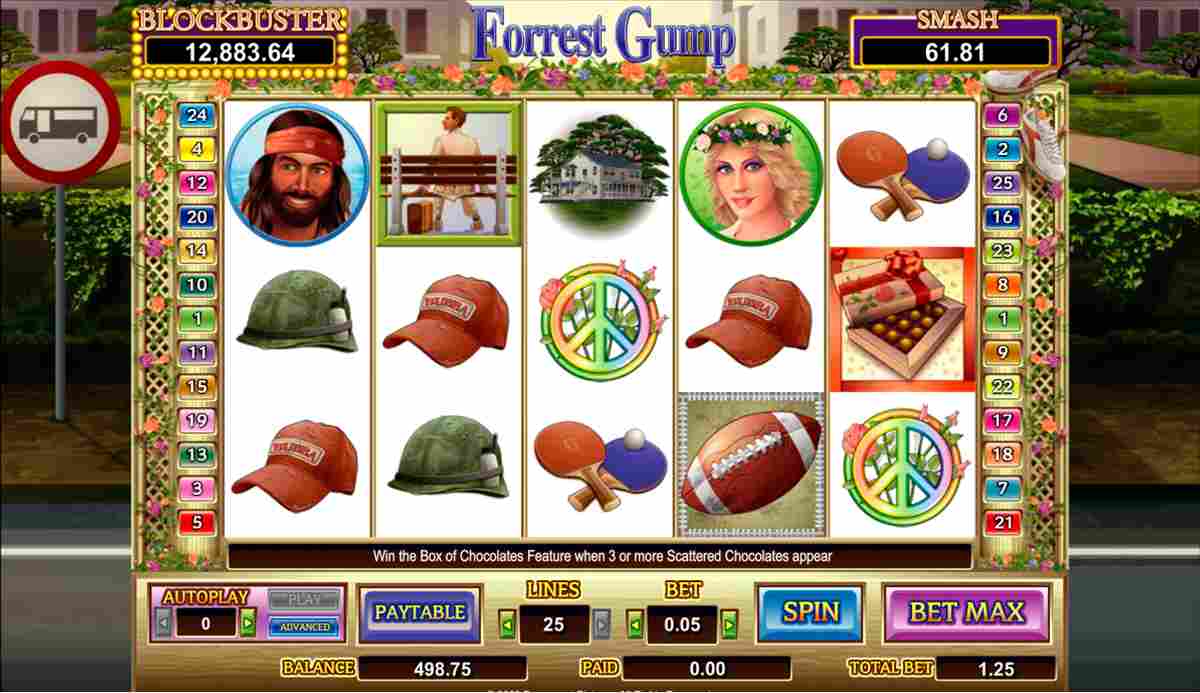 BLOCKBUSTER
12,883.64
Forrest Gump
SMASH
61.81
24
4
12
20
14
10
1
11
15
19
13
3
5
6
2
25
16
23
8
1
9
22
17
18
7
21
Win the Box of Chocolates Feature when 3 or more Scattered Chocolates appear
AUTOPLAY
0
PLAY
ADVANCED
PAYTABLE
LINES
25
BET
0.05
SPIN
BET MAX
BALANCE
498.75
PAID
0.00
TOTAL BET
1.25